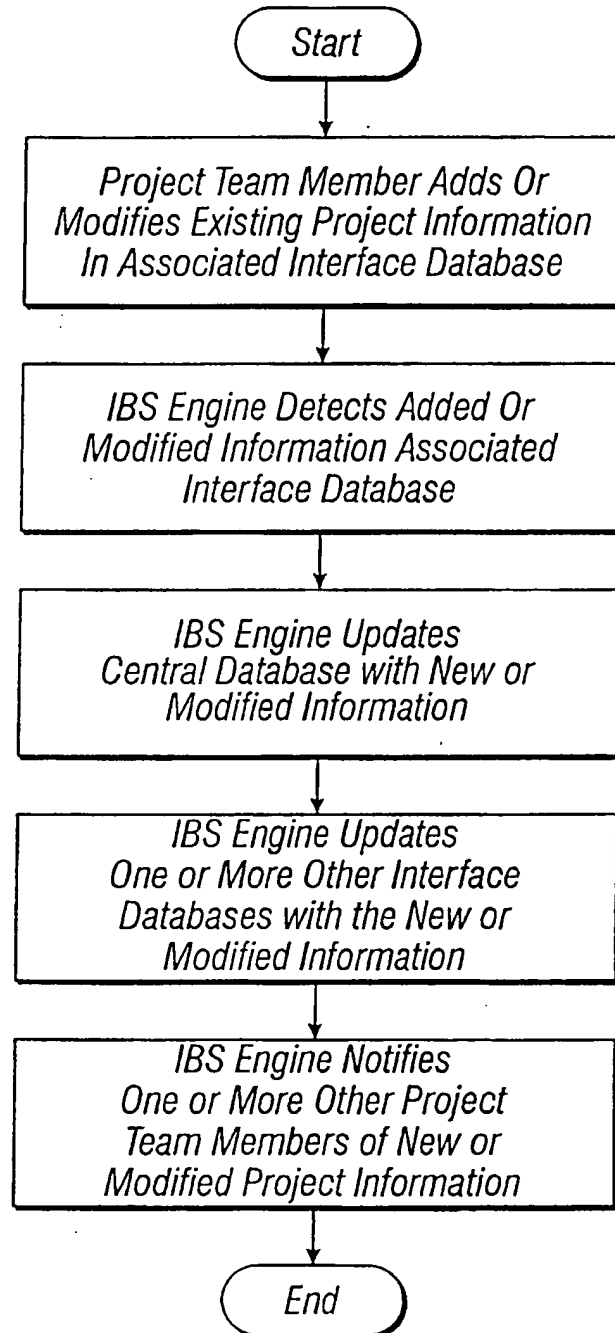 Start
Project Team Member Adds Or
Modifies Existing Project Information
In Associated Interface Database
IBS Engine Detects Added Or
Modified Information Associated
Interface Database
IBS Engine Updates
Central Database with New or
Modified Information
IBS Engine Updates
One or More Other Interface
Databases with the New or
Modified Information
IBS Engine Notifies
One or More Other Project
Team Members of New or
Modified Project Information
End